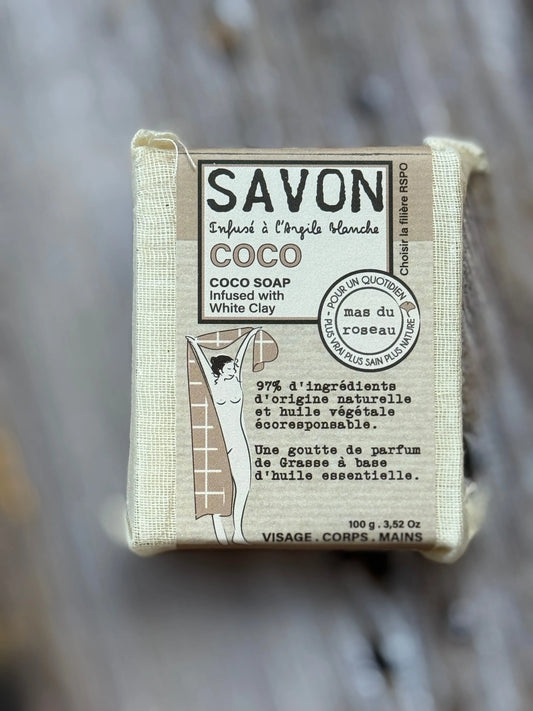 SAVON
Infusé à l'Argile blanche
COCO
COCO SOAP
Infused with
White Clay
Choisir la filière RSPO
- POUR UN QUOTIDIEN -
PLUS VRAI PLUS SAIN PLUS NATURE
mas du
roseau
97% d'ingrédients
d'origine naturelle
et huile végétale
écoresponsable.
Une goutte de parfum
de Grasse à base
d'huile essentielle.
100 g . 3,52 Oz
VISAGE . CORPS . MAINS